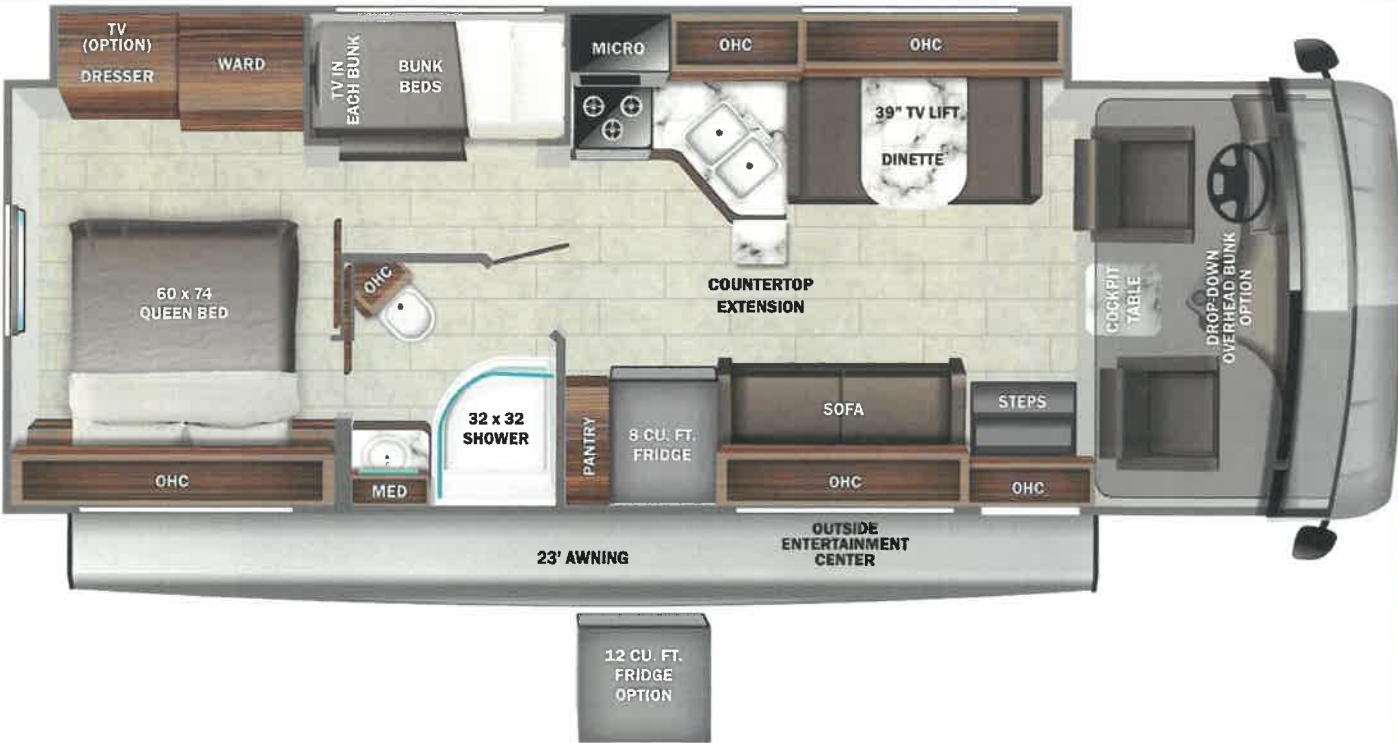 TV
(OPTION)
DRESSER
WARD
TV IN
EACH BUNK
BUNK
BEDS
MICRO
OHC
OHC
39" TV LIFT
DINETTE
60 x 74
QUEEN BED
OHC
COUNTERTOP
EXTENSION
COCKPIT
TABLE
DROP-DOWN
OVERHEAD BUNK
OPTION
32 x 32
SHOWER
PANTRY
8 CU. FT.
FRIDGE
SOFA
STEPS
OHC
MED
OHC
OHC
OUTSIDE
ENTERTAINMENT
CENTER
23' AWNING
12 CU. FT.
FRIDGE
OPTION